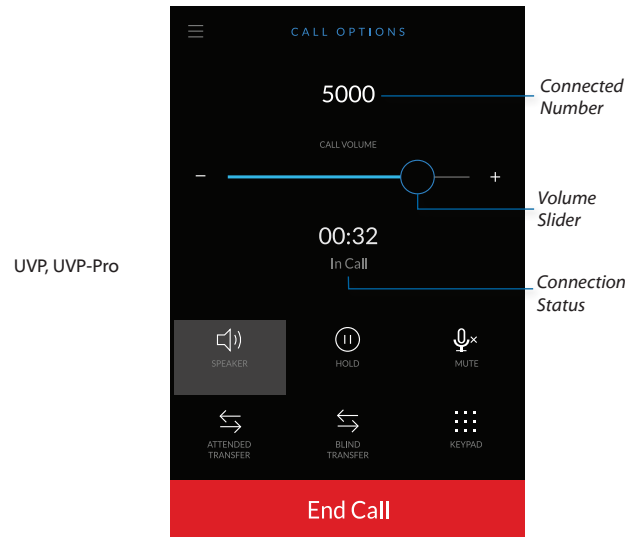 CALL OPTIONS
5000
Connected
Number
CALL VOLUME
− +
Volume
Slider
00:32
In Call
UVP, UVP-Pro
Connection
Status
SPEAKER HOLD MUTE
ATTENDED
TRANSFER
BLIND
TRANSFER
KEYPAD
End Call